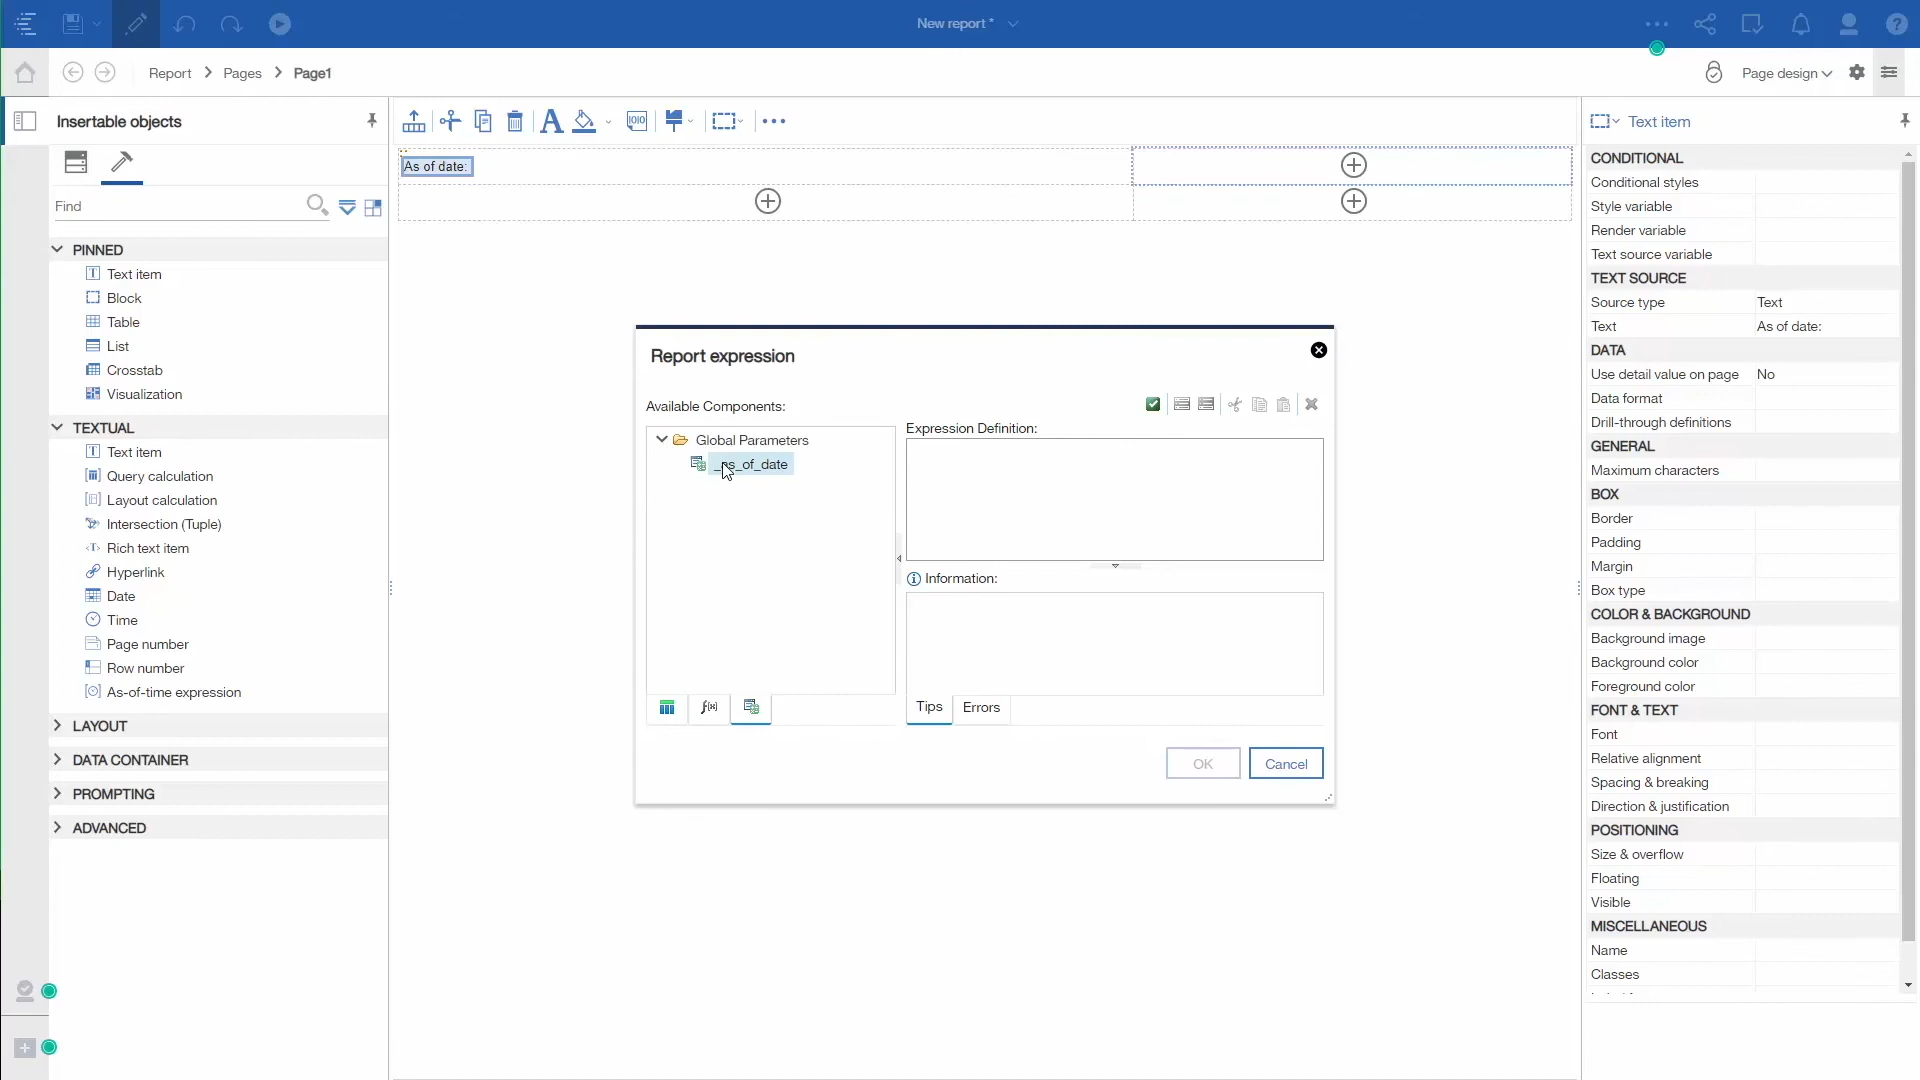 New report *
Report > Pages > Page1
Page design
Insertable objects
Find
PINNED
Text item
Block
Table
List
Crosstab
Visualization
TEXTUAL
Text item
Query calculation
Layout calculation
Intersection (Tuple)
Rich text item
Hyperlink
Date
Time
Page number
Row number
As-of-time expression
LAYOUT
DATA CONTAINER
PROMPTING
ADVANCED
As of date:
Report expression
Available Components:
Global Parameters
_as_of_date
Expression Definition:
Information:
Tips
Errors
OK
Cancel
Text item
CONDITIONAL
Conditional styles
Style variable
Render variable
Text source variable
TEXT SOURCE
Source type Text
Text As of date:
DATA
Use detail value on page No
Data format
Drill-through definitions
GENERAL
Maximum characters
BOX
Border
Padding
Margin
Box type
COLOR & BACKGROUND
Background image
Background color
Foreground color
FONT & TEXT
Font
Relative alignment
Spacing & breaking
Direction & justification
POSITIONING
Size & overflow
Floating
Visible
MISCELLANEOUS
Name
Classes